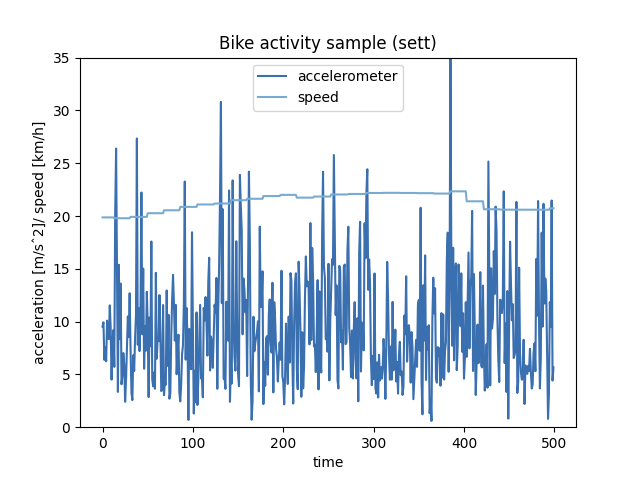 Bike activity sample (sett)
accelerometer
speed
acceleration [m/s^2]/ speed [km/h]
35
30
25
20
15
10
5
0
0 100 200 300 400 500
time